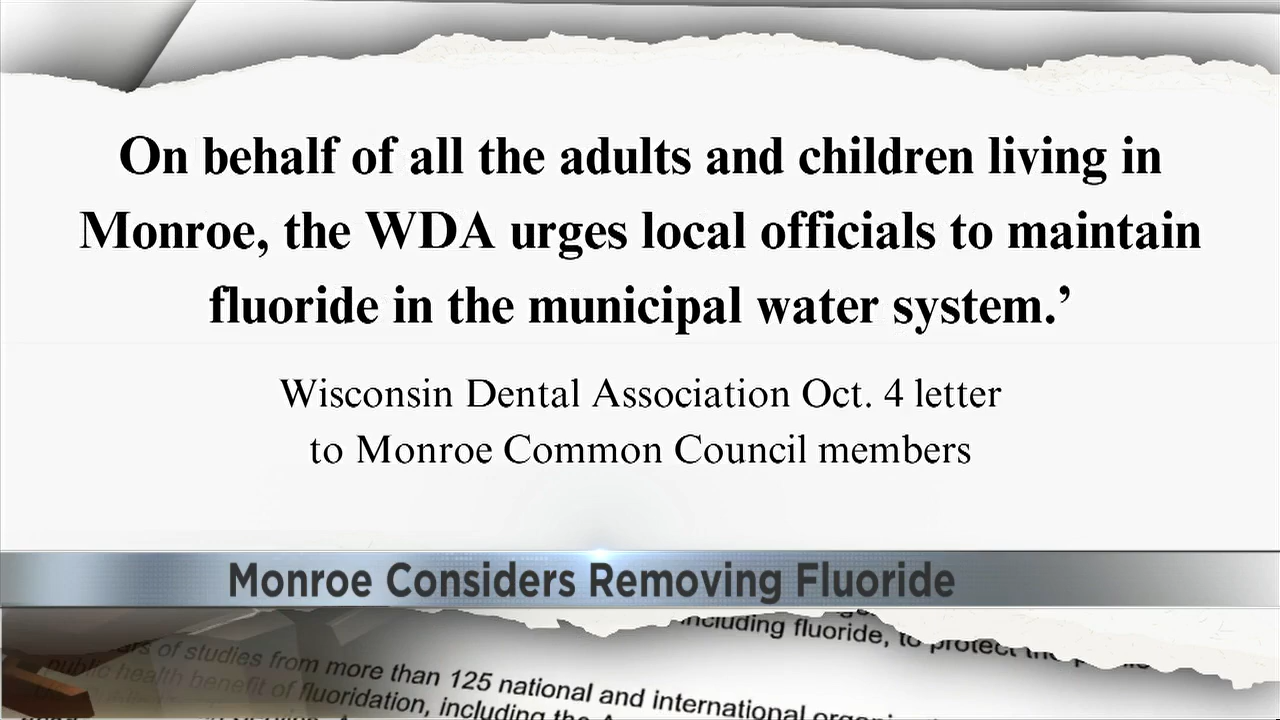 On behalf of all the adults and children living in
Monroe, the WDA urges local officials to maintain
fluoride in the municipal water system.’
Wisconsin Dental Association Oct. 4 letter
to Monroe Common Council members
Monroe Considers Removing Fluoride
including fluoride, to protect the
of studies from more than 125 national and international
public health benefit of fluoridation, including the